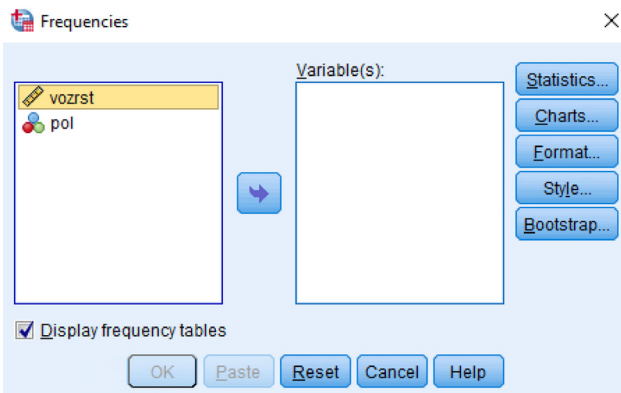 Frequencies
Variable(s):
vozrst
pol
Statistics...
Charts...
Format...
Style...
Bootstrap...
Display frequency tables
OK Paste Reset Cancel Help